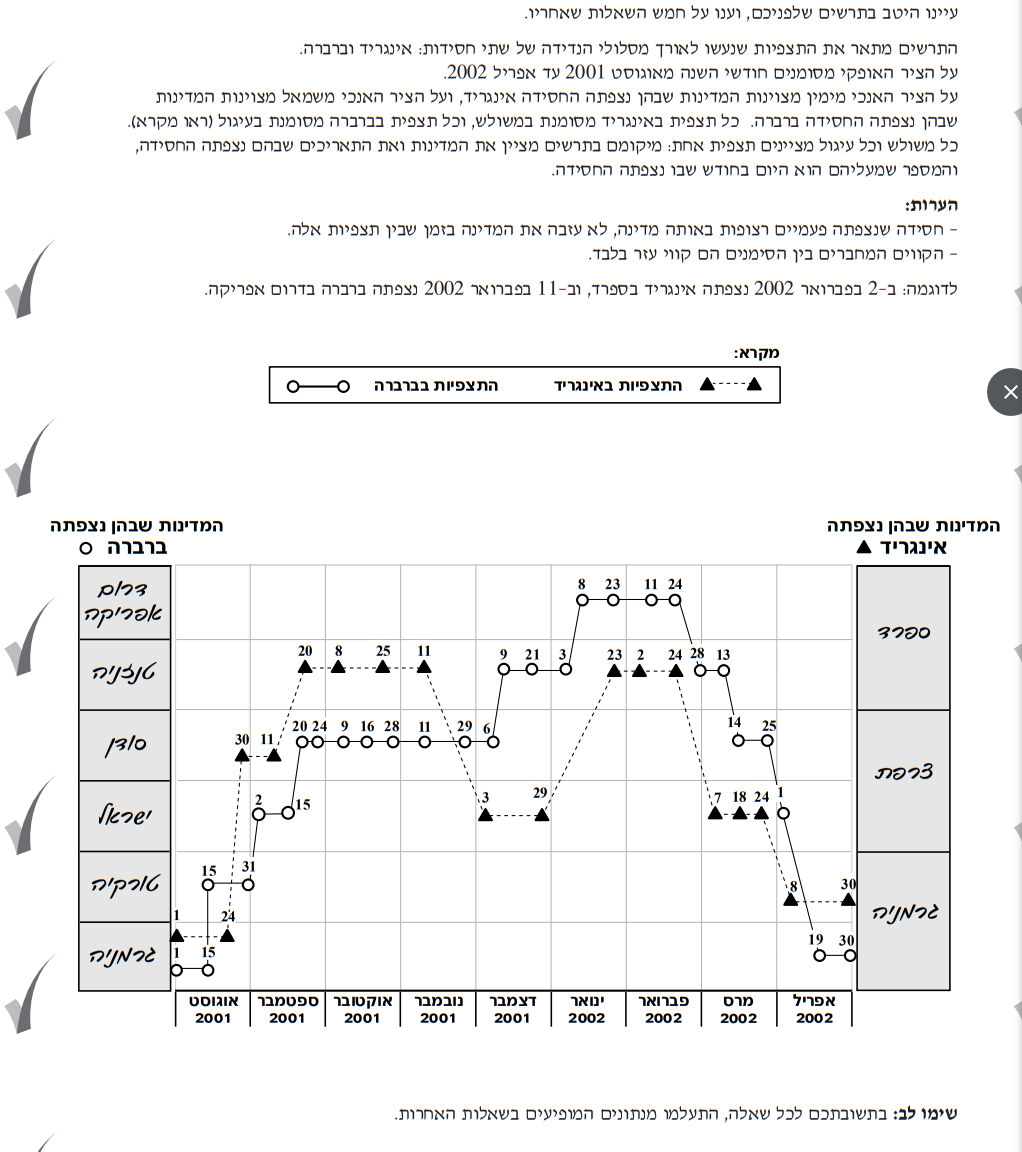 עיינו היטב בתרשים שלפניכם, וענו על חמש השאלות שאחריו.
התרשים מתאר את התצפיות שנעשו לאורך מסלולי הנדידה של שתי חסידות: אינגריד וברברה.
על הציר האופקי מסומנים חודשי השנה מאוגוסט 2001 עד אפריל 2002.
על הציר האנכי מימין מצוינות המדינות שבהן נצפתה החסידה אינגריד, ועל הציר האנכי משמאל מצוינות המדינות
שבהן נצפתה החסידה ברברה. כל תצפית באינגריד מסומנת במשולש, וכל תצפית בברברה מסומנת בעיגול (ראו מקרא).
כל משולש וכל עיגול מציינים תצפית אחת: מיקומם בתרשים מציין את המדינות ואת התאריכים שבהם נצפתה החסידה,
והמספר שמעליהם הוא היום בחודש שבו נצפתה החסידה.
הערות:
- חסידה שנצפתה פעמיים רצופות באותה מדינה, לא עזבה את המדינה בזמן שבין תצפיות אלה.
- הקווים המחברים בין הסימנים הם קווי עזר בלבד.
לדוגמה: ב-2 בפברואר 2002 נצפתה אינגריד בספרד, וב-11 בפברואר 2002 נצפתה ברברה בדרום אפריקה.
מקרא:
התצפיות באינגריד התצפיות בברברה
המדינות שבהן נצפתה המדינות שבהן נצפתה
אינגריד ברברה
ספרד
צרפת
גרמניה
דרום
אפריקה
טנזניה
סודן
ישראל
טורקיה
גרמניה
8 23 11 24
20 8 25 11 9 21 3 23 2 24 28 13
30 11 20 24 9 16 28 11 29 6 14 25
2 15 3 29 7 18 24 1
15 31 8 30
1 24
1 15 19 30
אוגוסט ספטמבר אוקטובר נובמבר דצמבר ינואר פברואר מרס אפריל
2001 2001 2001 2001 2001 2002 2002 2002 2002
שימו לב: בתשובתכם לכל שאלה, התעלמו מנתונים המופיעים בשאלות האחרות.